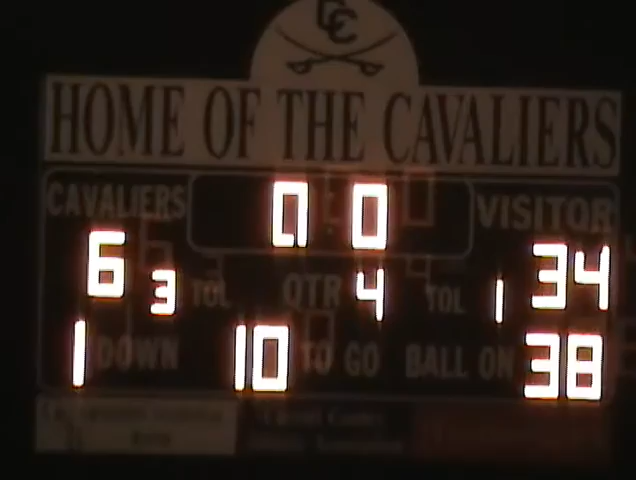 CC
HOME OF THE CAVALIERS
CAVALIERS 0 0 VISITOR
6 3 TOL QTR 4 TOL 1 34
1 DOWN 10 TO GO BALL ON 38